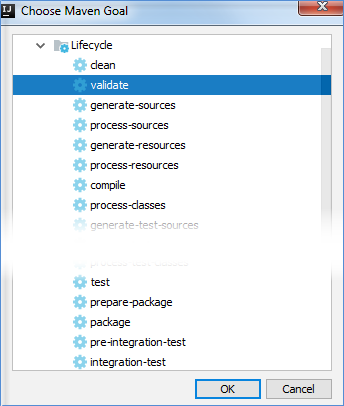 IJ Choose Maven Goal
Lifecycle
clean
validate
generate-sources
process-sources
generate-resources
process-resources
compile
process-classes
generate-test-sources
test
prepare-package
package
pre-integration-test
integration-test
OK Cancel